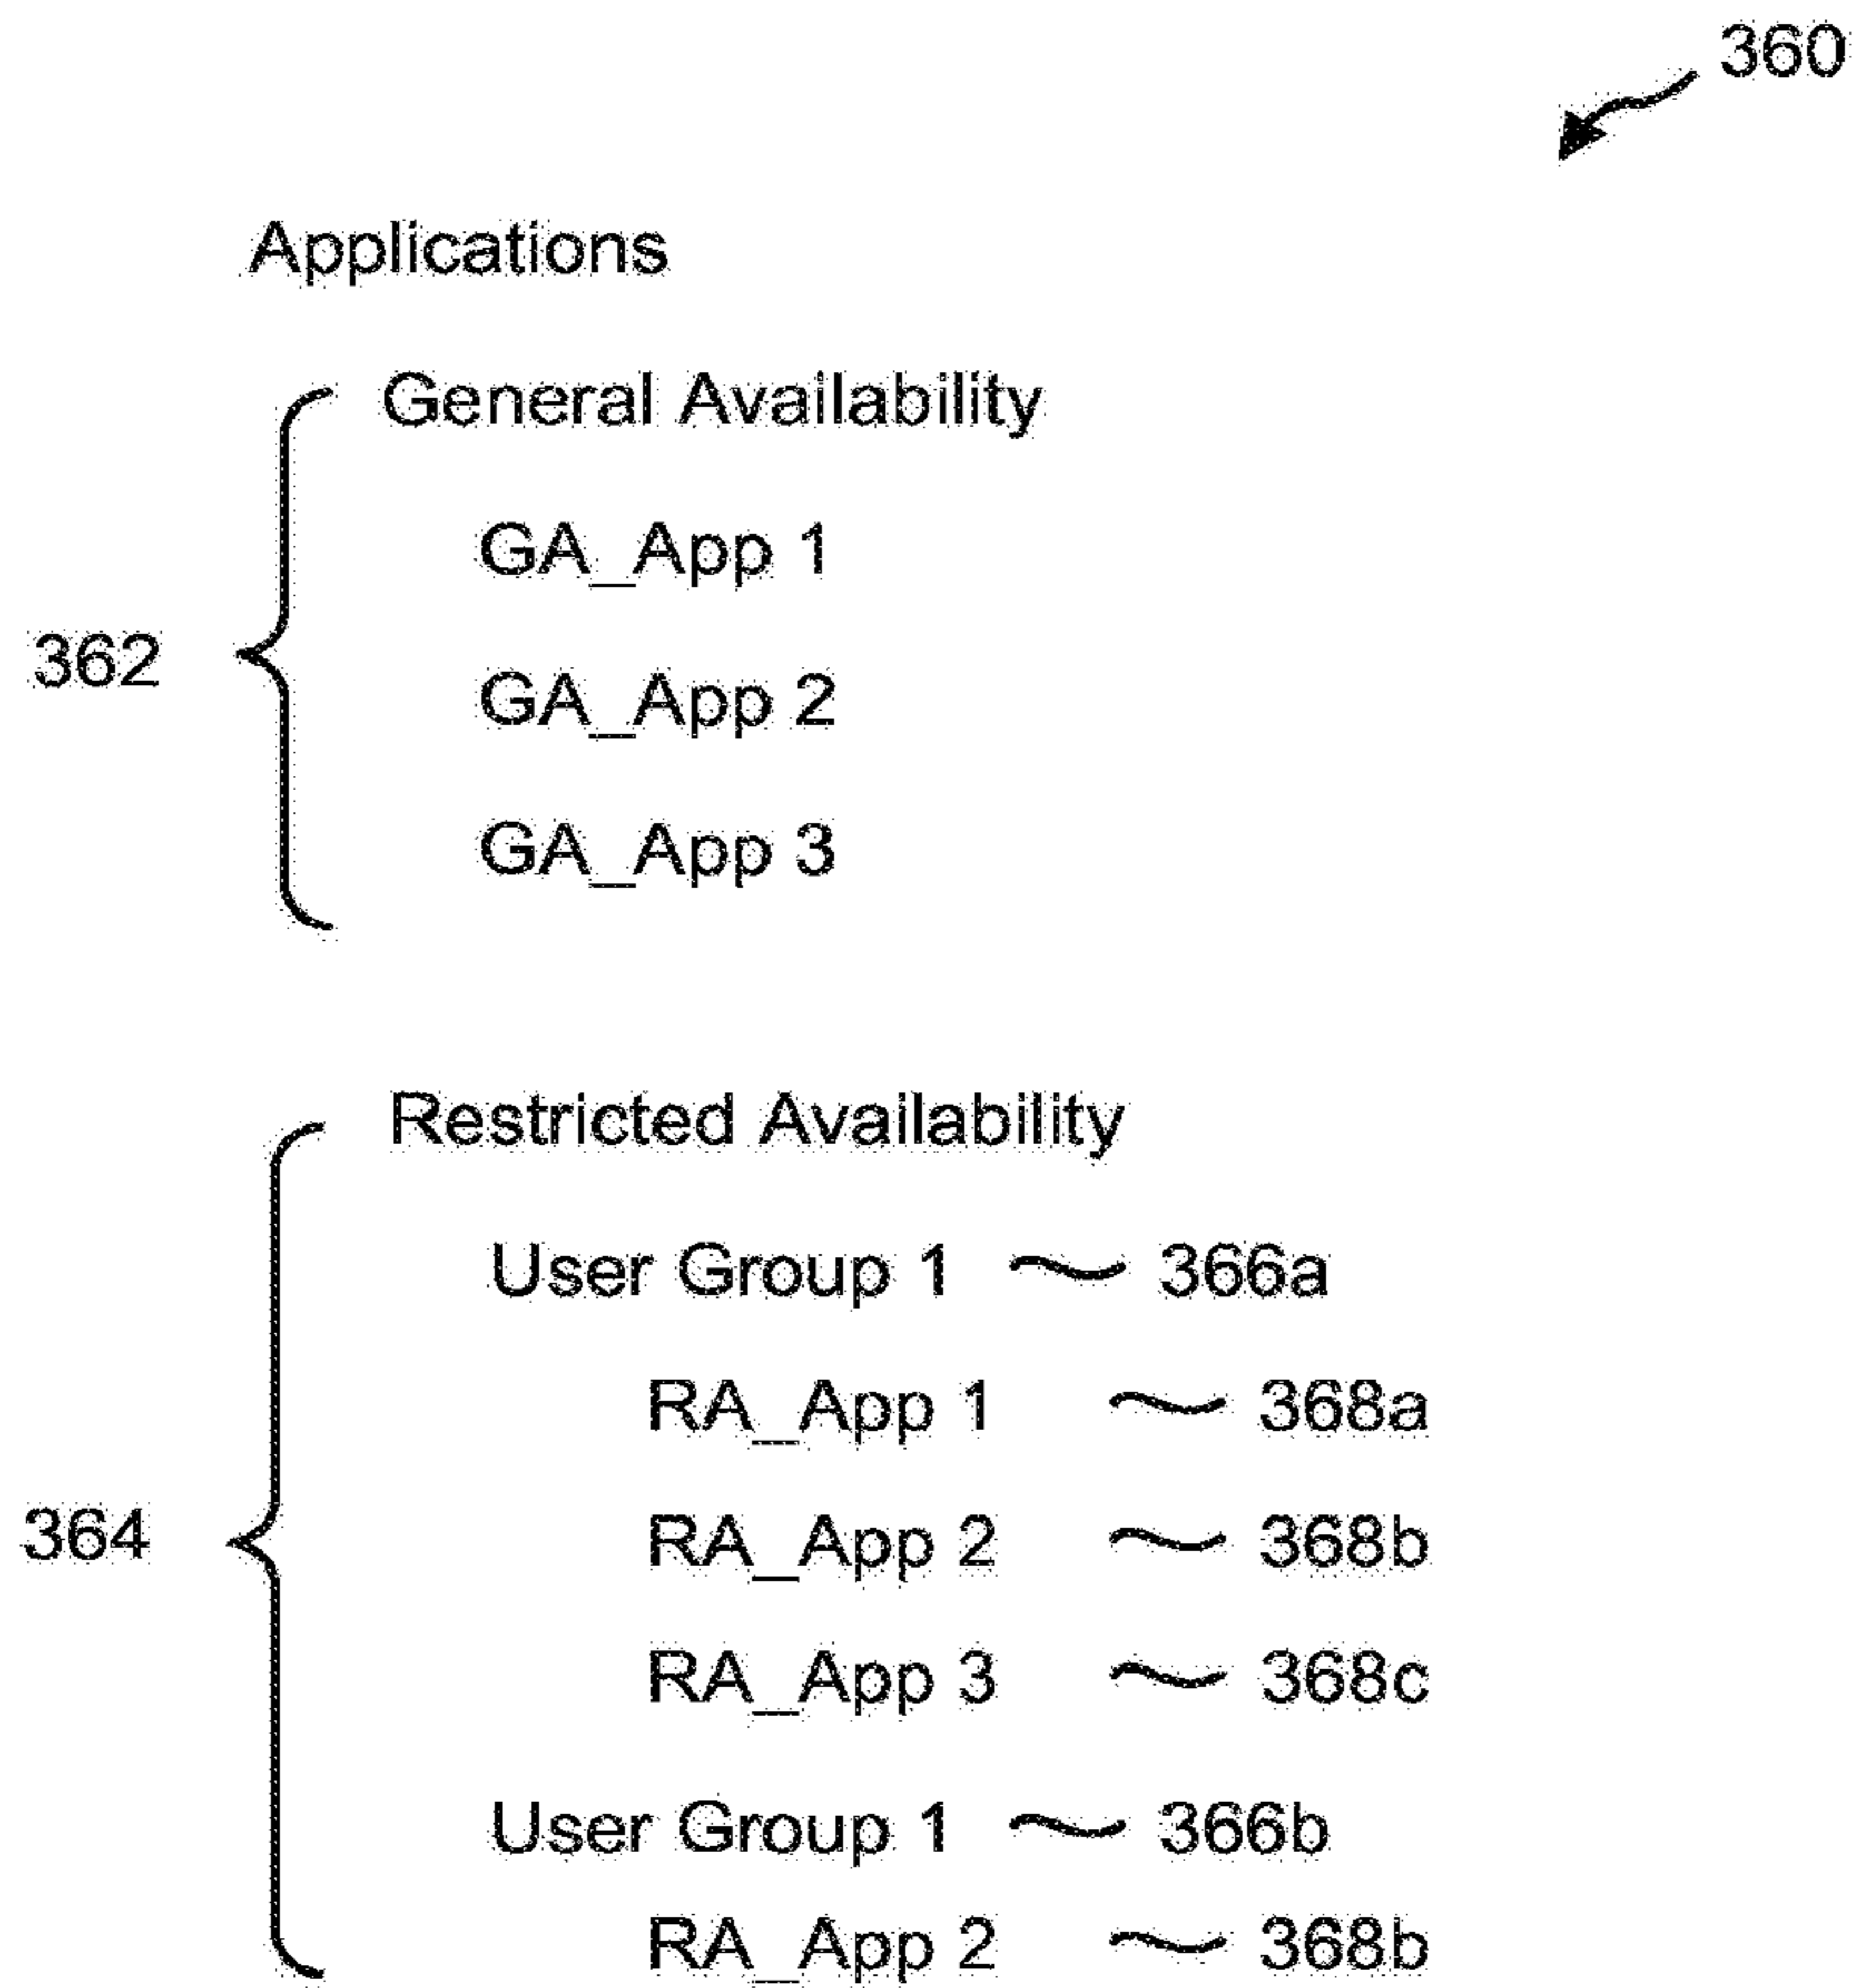 360
Applications
General Availability
GA_App 1
362
GA_App 2
GA_App 3
Restricted Availability
User Group 1 366a
RA_App 1 368a
364
RA_App 2 368b
RA_App 3 368c
User Group 1 366b
RA_App 2 368b